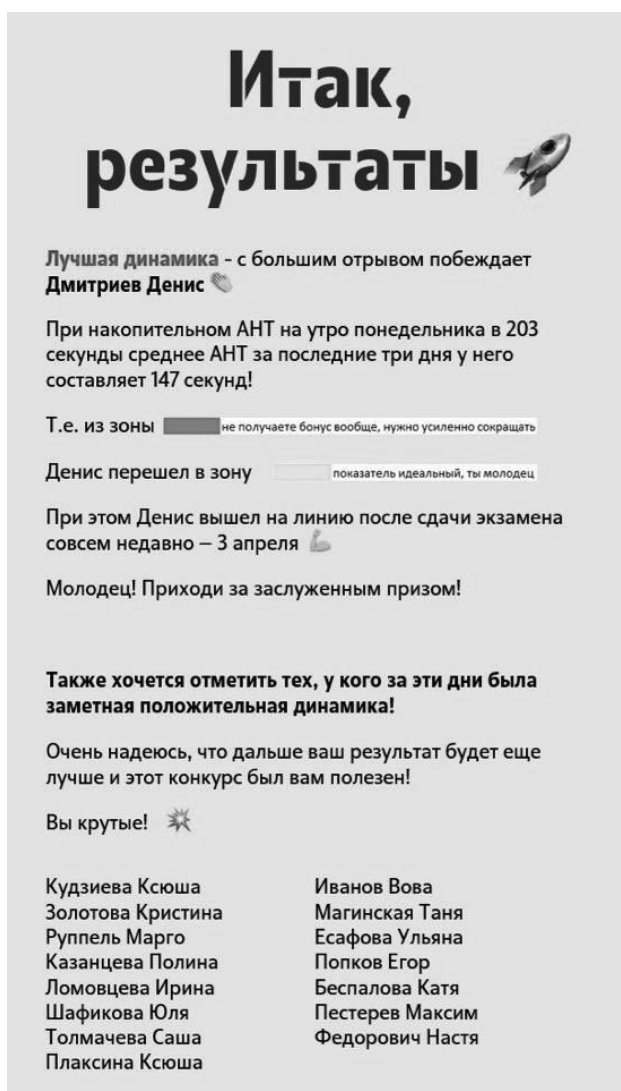 Итак,
результаты
Лучшая динамика - с большим отрывом побеждает
Дмитриев Денис
При накопительном АНТ на утро понедельника в 203
секунды среднее АНТ за последние три дня у него
составляет 147 секунд!
Т.е. из зоны не получаете бонус вообще, нужно усиленно сокращать
Денис перешел в зону показатель идеальный, ты молодец
При этом Денис вышел на линию после сдачи экзамена
совсем недавно – 3 апреля
Молодец! Приходи за заслуженным призом!
Также хочется отметить тех, у кого за эти дни была
заметная положительная динамика!
Очень надеюсь, что дальше ваш результат будет еще
лучше и этот конкурс был вам полезен!
Вы крутые!
Кудзиева Ксюша
Золотова Кристина
Руппель Марго
Казанцева Полина
Ломовцева Ирина
Шафикова Юля
Толмачева Саша
Плаксина Ксюша
Иванов Вова
Магинская Таня
Есафова Ульяна
Попков Егор
Беспалова Катя
Пестерев Максим
Федорович Настя